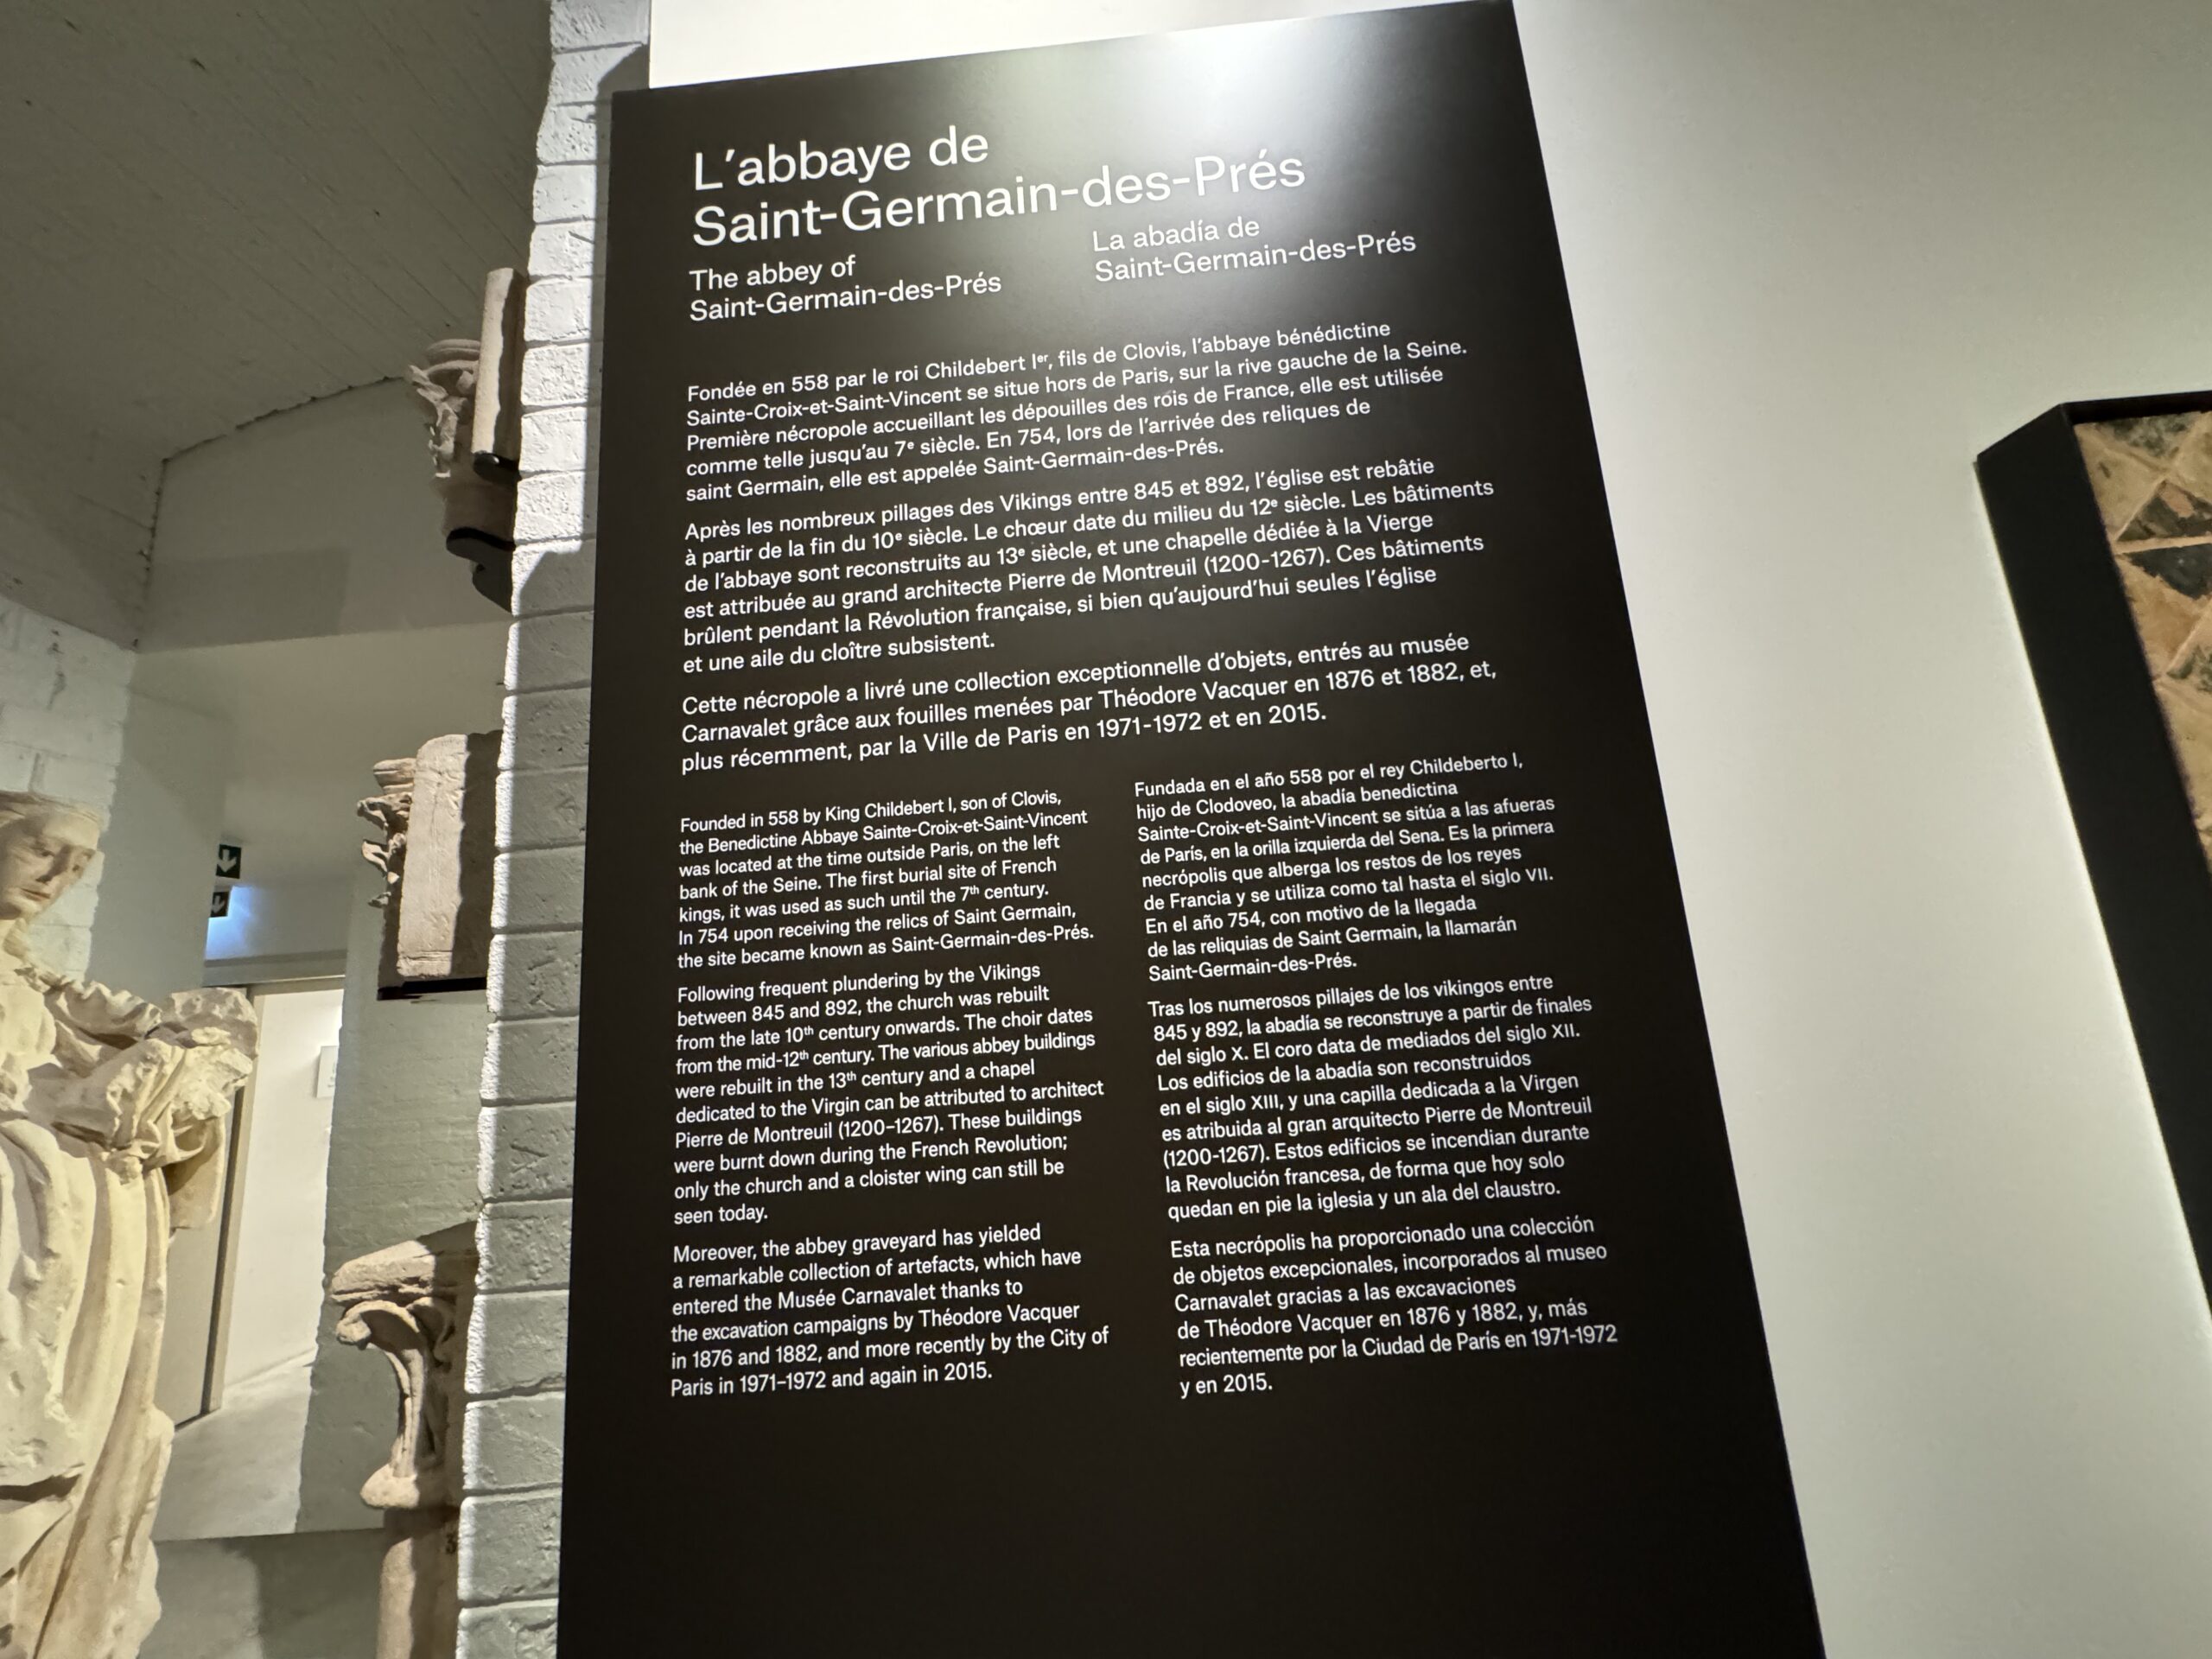 L'abbaye de
Saint-Germain-des-Prés
The abbey of
Saint-Germain-des-Prés
La abadía de
Saint-Germain-des-Prés
Fondée en 558 par le roi Childebert Iᵉʳ, fils de Clovis, l'abbaye bénédictine
Sainte-Croix-et-Saint-Vincent se situe hors de Paris, sur la rive gauche de la Seine.
Première nécropole accueillant les dépouilles des rois de France, elle est utilisée
comme telle jusqu'au 7ᵉ siècle. En 754, lors de l'arrivée des reliques de
saint Germain, elle est appelée Saint-Germain-des-Prés.
Après les nombreux pillages des Vikings entre 845 et 892, l'église est rebâtie
à partir de la fin du 10ᵉ siècle. Le chœur date du milieu du 12ᵉ siècle. Les bâtiments
de l'abbaye sont reconstruits au 13ᵉ siècle, et une chapelle dédiée à la Vierge
est attribuée au grand architecte Pierre de Montreuil (1200-1267). Ces bâtiments
brûlent pendant la Révolution française, si bien qu'aujourd'hui seules l'église
et une aile du cloître subsistent.
Cette nécropole a livré une collection exceptionnelle d'objets, entrés au musée
Carnavalet grâce aux fouilles menées par Théodore Vacquer en 1876 et 1882, et,
plus récemment, par la Ville de Paris en 1971-1972 et en 2015.
Founded in 558 by King Childebert I, son of Clovis,
the Benedictine Abbaye Sainte-Croix-et-Saint-Vincent
was located at the time outside Paris, on the left
bank of the Seine. The first burial site of French
kings, it was used as such until the 7ᵗʰ century.
In 754 upon receiving the relics of Saint Germain,
the site became known as Saint-Germain-des-Prés.
Following frequent plundering by the Vikings
between 845 and 892, the church was rebuilt
from the late 10ᵗʰ century onwards. The choir dates
from the mid-12ᵗʰ century. The various abbey buildings
were rebuilt in the 13ᵗʰ century and a chapel
dedicated to the Virgin can be attributed to architect
Pierre de Montreuil (1200–1267). These buildings
were burnt down during the French Revolution;
only the church and a cloister wing can still be
seen today.
Moreover, the abbey graveyard has yielded
a remarkable collection of artefacts, which have
entered the Musée Carnavalet thanks to
the excavation campaigns by Théodore Vacquer
in 1876 and 1882, and more recently by the City of
Paris in 1971–1972 and again in 2015.
Fundada en el año 558 por el rey Childeberto I,
hijo de Clodoveo, la abadía benedictina
Sainte-Croix-et-Saint-Vincent se sitúa a las afueras
de París, en la orilla izquierda del Sena. Es la primera
necrópolis que alberga los restos de los reyes
de Francia y se utiliza como tal hasta el siglo VII.
En el año 754, con motivo de la llegada
de las reliquias de Saint Germain, la llamarán
Saint-Germain-des-Prés.
Tras los numerosos pillajes de los vikingos entre
845 y 892, la abadía se reconstruye a partir de finales
del siglo X. El coro data de mediados del siglo XII.
Los edificios de la abadía son reconstruidos
en el siglo XIII, y una capilla dedicada a la Virgen
es atribuida al gran arquitecto Pierre de Montreuil
(1200-1267). Estos edificios se incendian durante
la Revolución francesa, de forma que hoy solo
quedan en pie la iglesia y un ala del claustro.
Esta necrópolis ha proporcionado una colección
de objetos excepcionales, incorporados al museo
Carnavalet gracias a las excavaciones
de Théodore Vacquer en 1876 y 1882, y, más
recientemente por la Ciudad de París en 1971-1972
y en 2015.